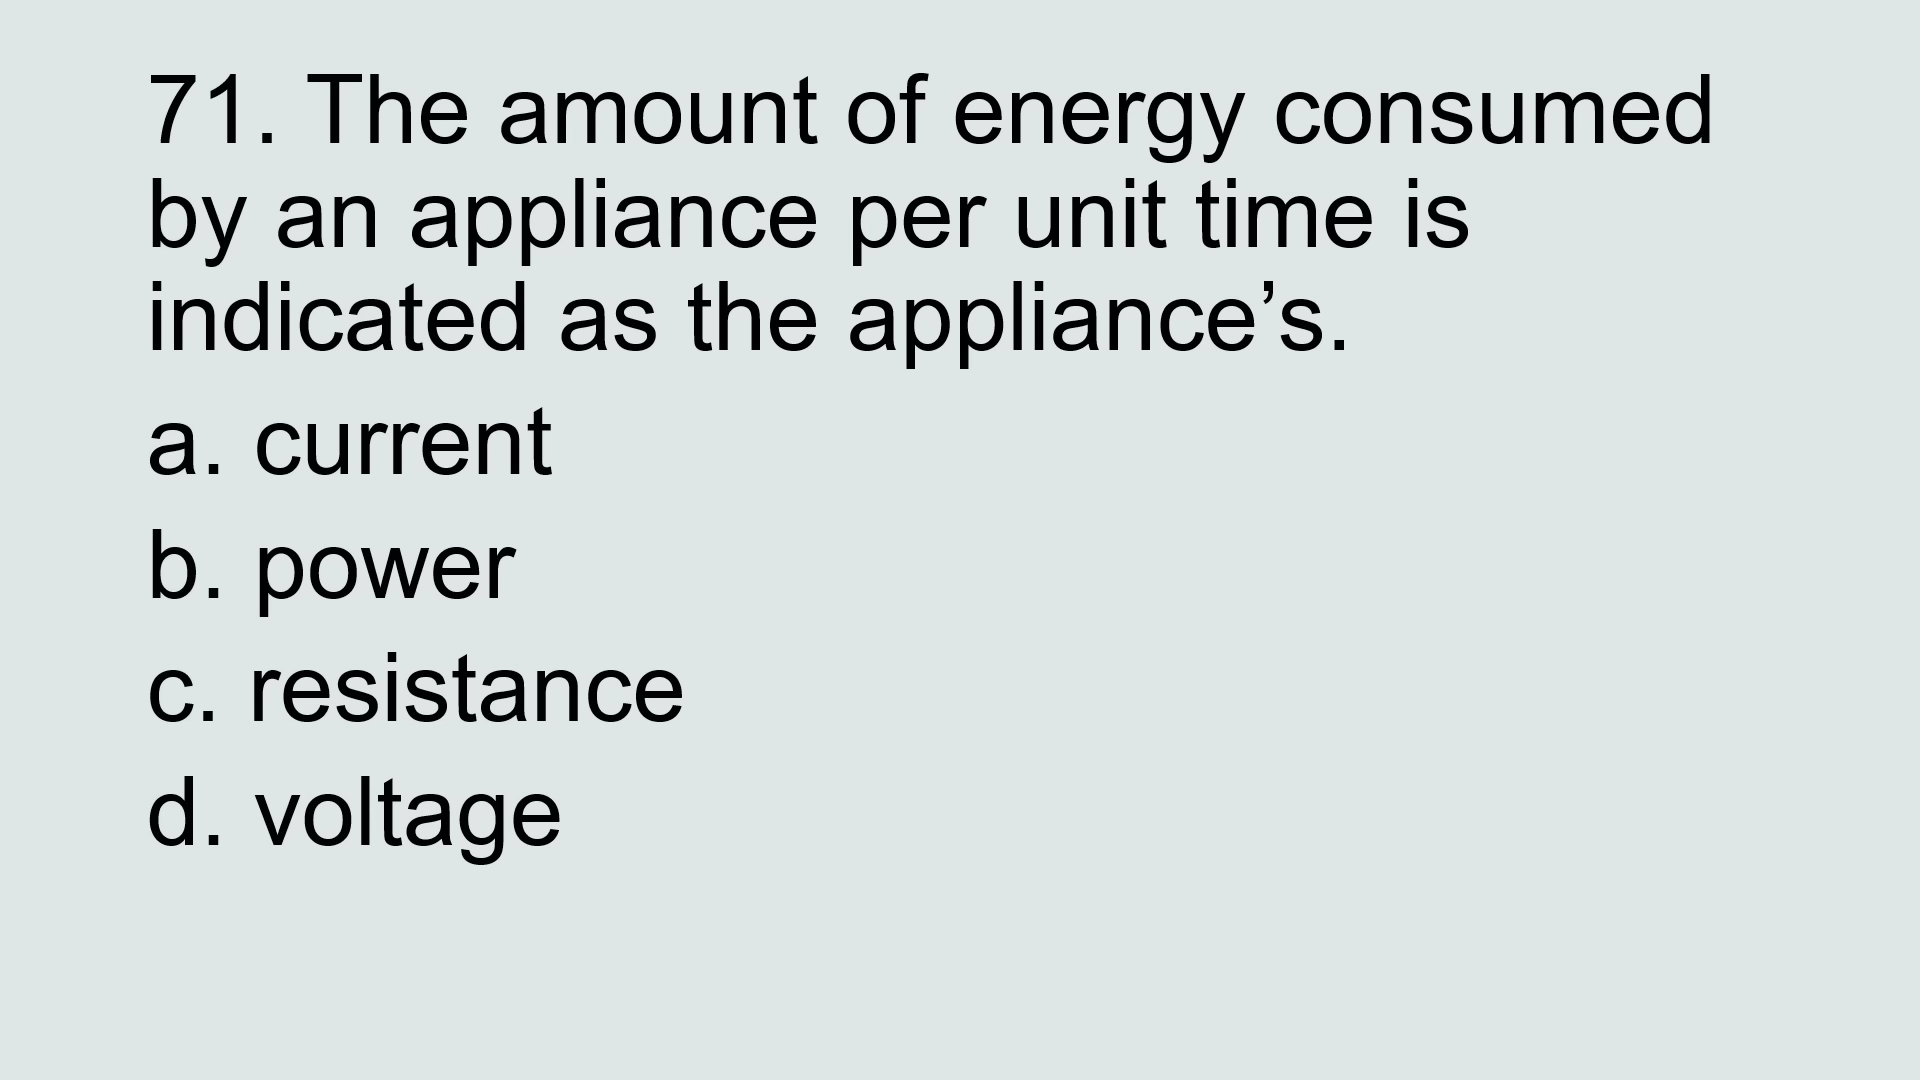 71. The amount of energy consumed
by an appliance per unit time is
indicated as the appliance’s.
a. current
b. power
c. resistance
d. voltage